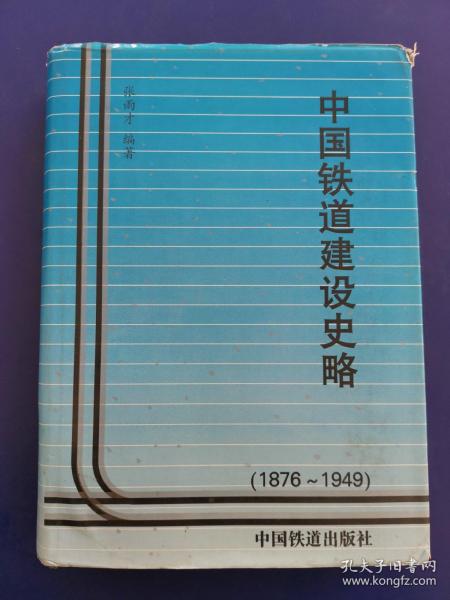 中国铁道建设史略
张雨才 编著
(1876~1949)
中国铁道出版社
孔夫子旧书网
www.kongfz.com